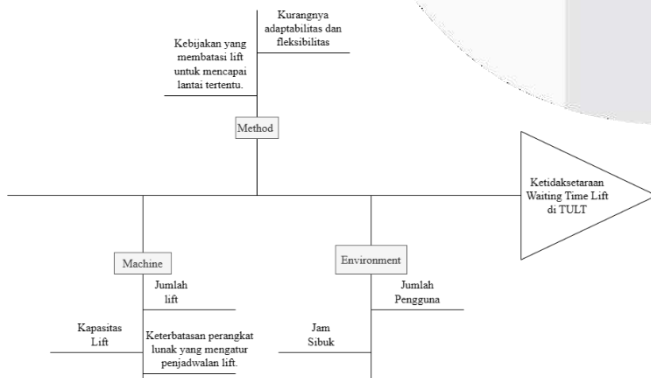 Kurangnya
adaptabilitas dan
fleksibilitas
Kebijakan yang
membatasi lift
untuk mencapai
lantai tertentu.
Method
Ketidaksetaraan
Waiting Time Lift
di TULT
Machine
Environment
Jumlah
lift
Jumlah
Pengguna
Kapasitas
Lift
Keterbatasan perangkat
lunak yang mengatur
penjadwalan lift.
Jam
Sibuk